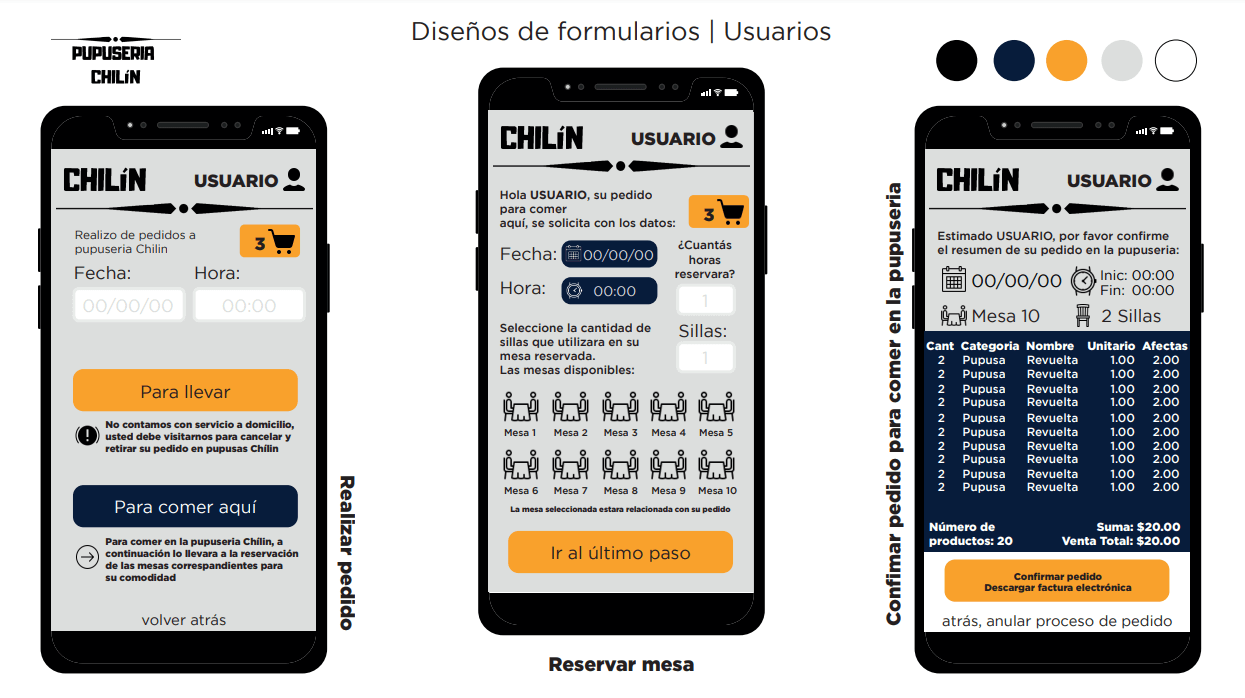 Diseños de formularios | Usuarios
PUPUSERIA
CHILíN
CHILíN
USUARIO
Realizo de pedidos a
pupuseria Chilin
3
Fecha:
Hora:
00/00/00
00:00
Para llevar
No contamos con servicio a domicilio,
usted debe visitarnos para cancelar y
retirar su pedido en pupusas Chilín
Para comer aquí
Para comer en la pupuseria Chilín, a
continuación lo llevara a la reservación
de las mesas correspandientes para
su comodidad
volver atrás
Realizar pedido
CHILíN
USUARIO
Hola USUARIO, su pedido
para comer
aquí, se solicita con los datos:
3
Fecha:
00/00/00
Hora:
00:00
¿Cuantás
horas
reservara?
1
Seleccione la cantidad de
sillas que utilizara en su
mesa reservada.
Las mesas disponibles:
Sillas:
1
Mesa 1 Mesa 2 Mesa 3 Mesa 4 Mesa 5
Mesa 6 Mesa 7 Mesa 8 Mesa 9 Mesa 10
La mesa seleccionada estara relacionada con su pedido
Ir al último paso
Reservar mesa
Confimar pedido para comer en la pupuseria
CHILíN
USUARIO
Estimado USUARIO, por favor confirme
el resumen de su pedido en la pupuseria:
00/00/00
Inic: 00:00
Fin: 00:00
Mesa 10
2 Sillas
Cant Categoria Nombre Unitario Afectas
2 Pupusa Revuelta 1.00 2.00
2 Pupusa Revuelta 1.00 2.00
2 Pupusa Revuelta 1.00 2.00
2 Pupusa Revuelta 1.00 2.00
2 Pupusa Revuelta 1.00 2.00
2 Pupusa Revuelta 1.00 2.00
2 Pupusa Revuelta 1.00 2.00
2 Pupusa Revuelta 1.00 2.00
2 Pupusa Revuelta 1.00 2.00
2 Pupusa Revuelta 1.00 2.00
Número de
productos: 20
Suma: $20.00
Venta Total: $20.00
Confirmar pedido
Descargar factura electrónica
atrás, anular proceso de pedido